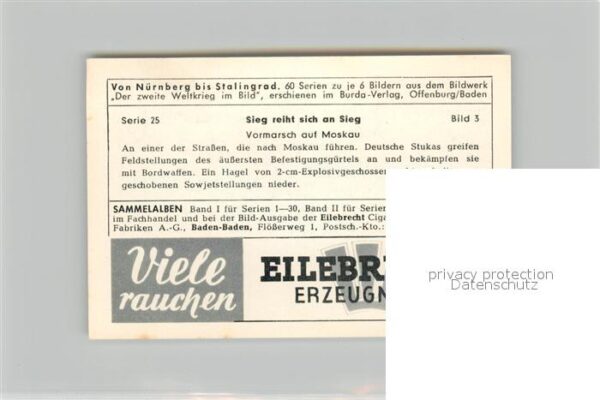 Von Nürnberg bis Stalingrad. 60 Serien zu je 6 Bildern aus dem Bildwerk
„Der zweite Weltkrieg im Bild", erschienen im Burda-Verlag, Offenburg/Baden
Serie 25 Sieg reiht sich an Sieg Bild 3
Vormarsch auf Moskau
An einer der Straßen, die nach Moskau führen. Deutsche Stukas greifen
Feldstellungen des äußersten Befestigungsgürtels an und bekämpfen sie
mit Bordwaffen. Ein Hagel von 2-cm-Explosivgeschossen
geschobenen Sowjetstellungen nieder.
SAMMELALBEN Band I für Serien 1—30, Band II für Serien
im Fachhandel und bei der Bild-Ausgabe der Eilebrecht Ciga
Fabriken A.-G., Baden-Baden, Flößerweg 1, Postsch.-Kto.:
Viele
rauchen
EILEBR
ERZEUGN
privacy protection
Datenschutz